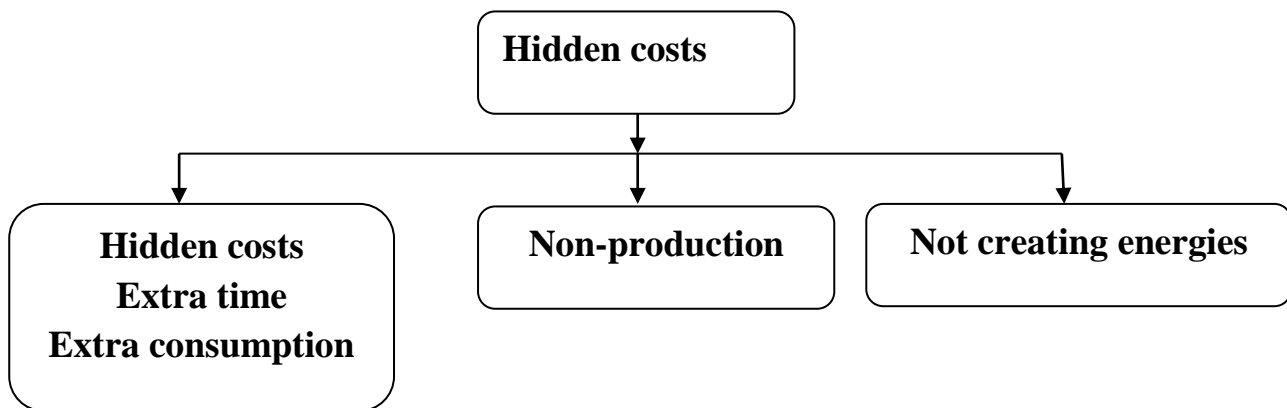 Hidden costs
Hidden costs
Extra time
Extra consumption
Non-production
Not creating energies